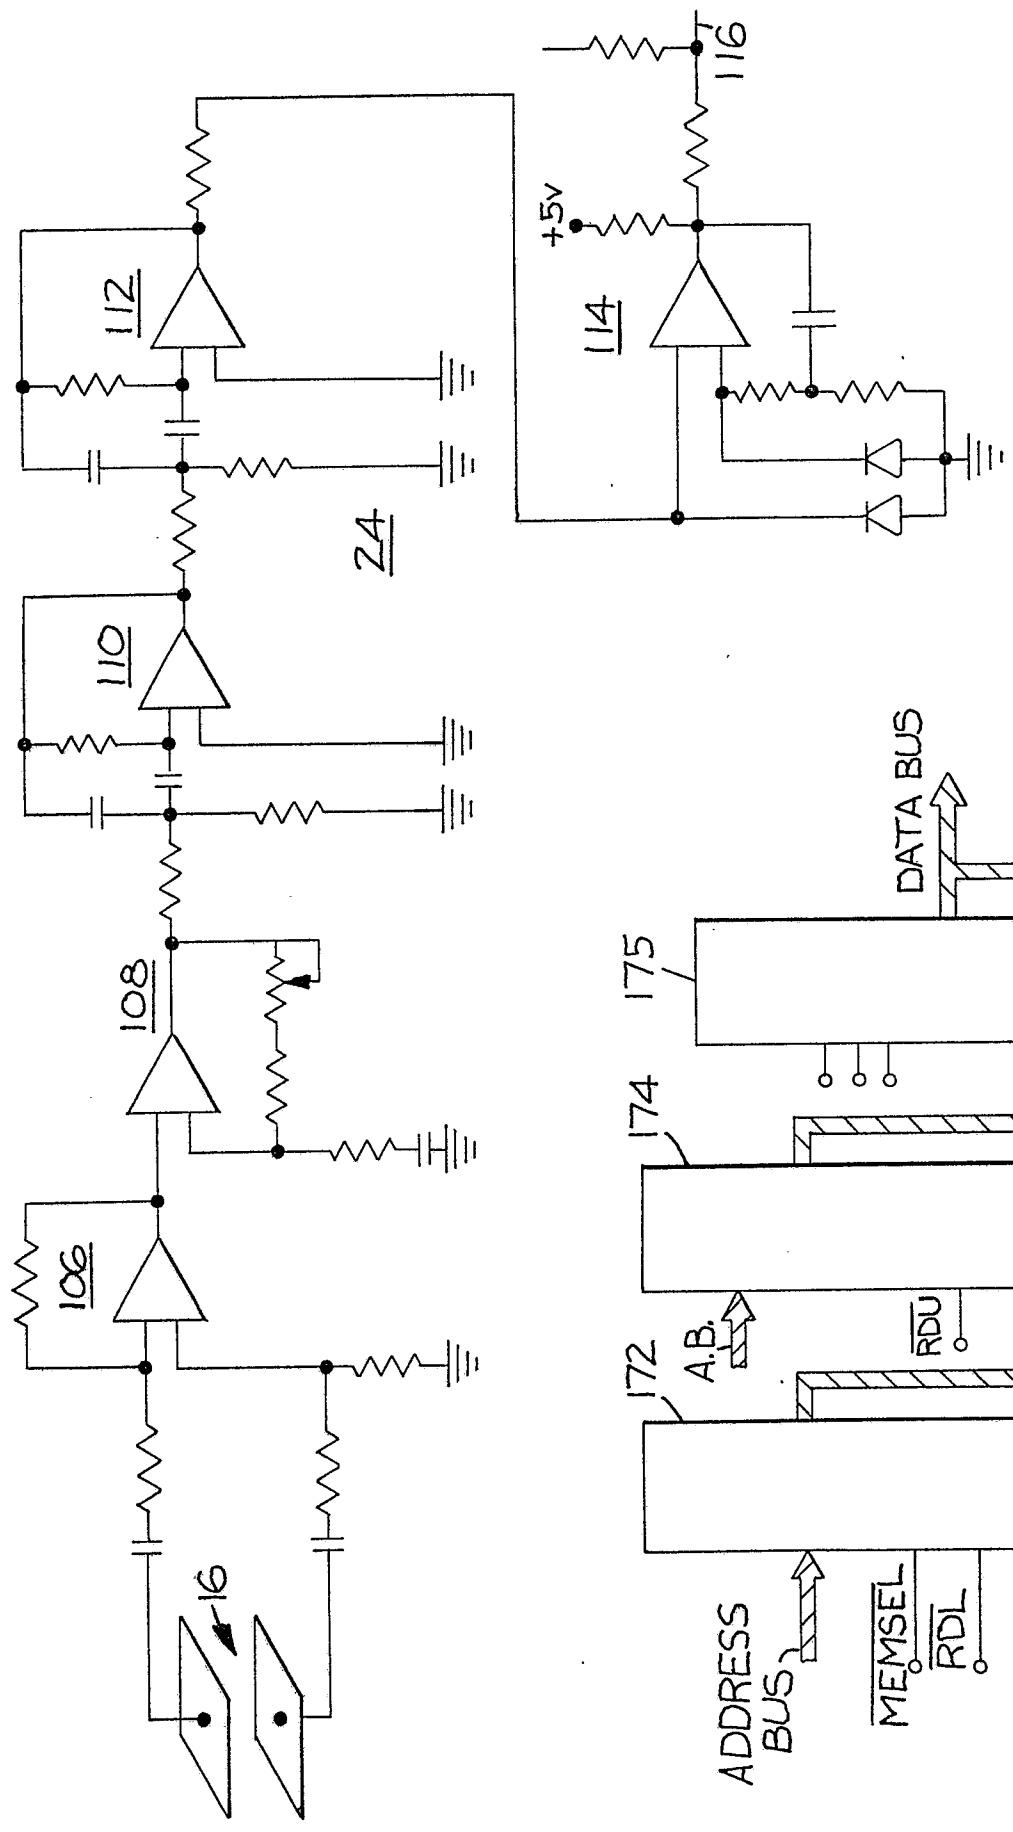 16
106
108
110
112
24
+5v
114
116
ADDRESS
BUS
MEMSEL
RDL
172
A.B.
RDU
174
175
DATA BUS